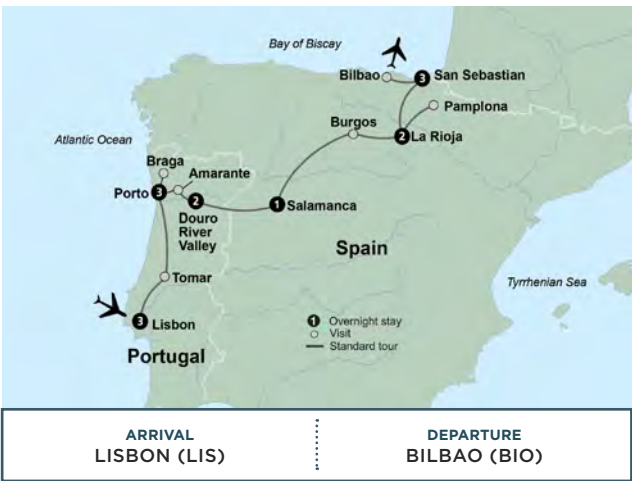 Bay of Biscay
Bilbao
3 San Sebastian
Pamplona
Burgos
2 La Rioja
Atlantic Ocean
Braga
Amarante
Porto 3
2
Douro
River
Valley
1 Salamanca
Spain
Tomar
Tyrrhenian Sea
3 Lisbon
Portugal
1 Overnight stay
Visit
Standard tour
ARRIVAL
LISBON (LIS)
DEPARTURE
BILBAO (BIO)